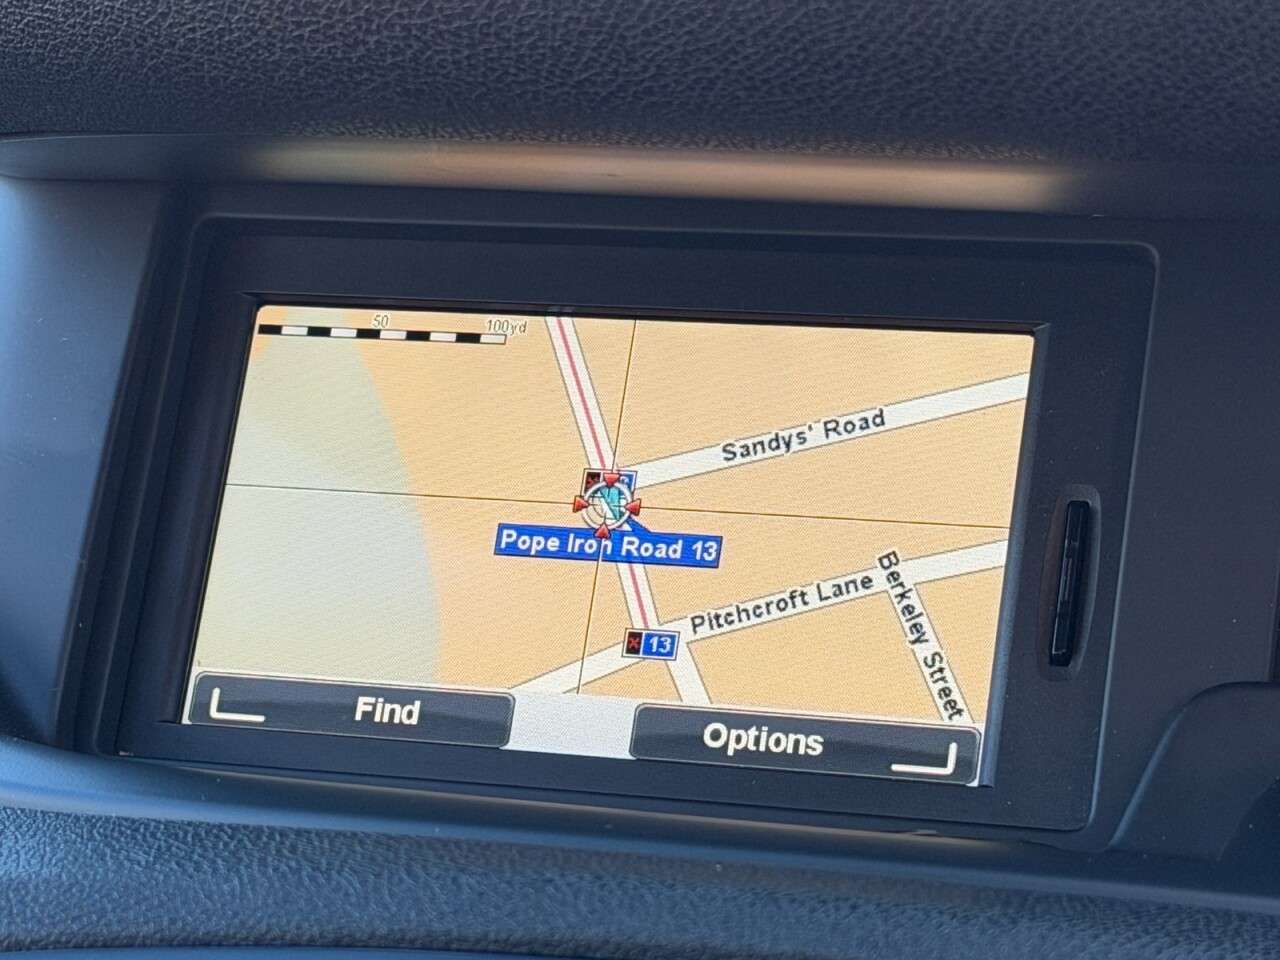 50
100yd
Sandys' Road
Pope Iron Road 13
Pitchcroft Lane
Berkeley Street
13
Find
Options